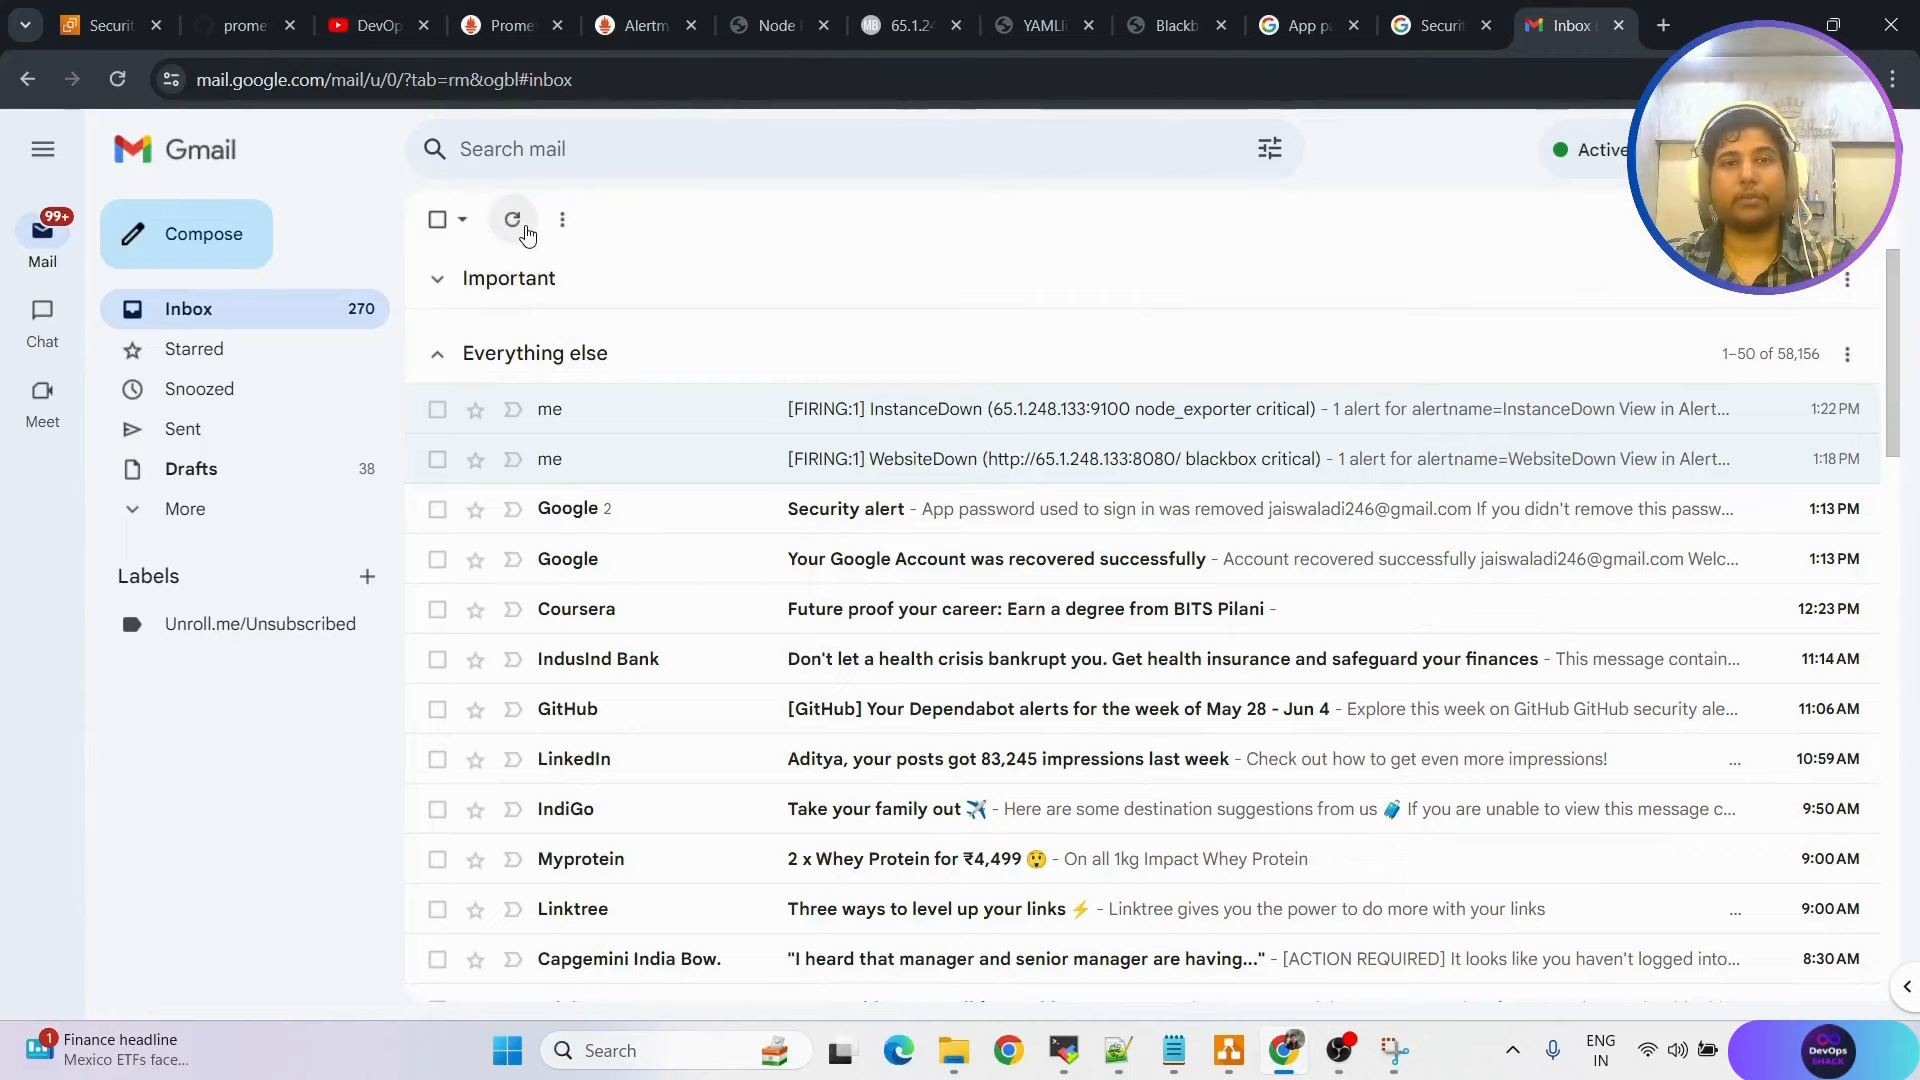 Securit
prome
DevOp
Prome
Alertm
Node
MB 65.1.24
YAMLli
Blackb
App pa
Securi
Inbox
mail.google.com/mail/u/0/?tab=rm&ogbl#inbox
Gmail
Search mail
Active
99+
Mail
Chat
Meet
Compose
Inbox 270
Starred
Snoozed
Sent
Drafts 38
More
Labels
Unroll.me/Unsubscribed
Important
Everything else 1–50 of 58,156
me [FIRING:1] InstanceDown (65.1.248.133:9100 node_exporter critical) - 1 alert for alertname=InstanceDown View in Alert... 1:22 PM
me [FIRING:1] WebsiteDown (http://65.1.248.133:8080/ blackbox critical) - 1 alert for alertname=WebsiteDown View in Alert... 1:18 PM
Google 2 Security alert - App password used to sign in was removed jaiswaladi246@gmail.com If you didn't remove this passw... 1:13 PM
Google Your Google Account was recovered successfully - Account recovered successfully jaiswaladi246@gmail.com Welc... 1:13 PM
Coursera Future proof your career: Earn a degree from BITS Pilani - 12:23 PM
IndusInd Bank Don't let a health crisis bankrupt you. Get health insurance and safeguard your finances - This message contain... 11:14 AM
GitHub [GitHub] Your Dependabot alerts for the week of May 28 - Jun 4 - Explore this week on GitHub GitHub security ale... 11:06 AM
LinkedIn Aditya, your posts got 83,245 impressions last week - Check out how to get even more impressions! ... 10:59 AM
IndiGo Take your family out ✈️ - Here are some destination suggestions from us 🧳 If you are unable to view this message c... 9:50 AM
Myprotein 2 x Whey Protein for ₹4,499 😲 - On all 1kg Impact Whey Protein 9:00 AM
Linktree Three ways to level up your links ⚡ - Linktree gives you the power to do more with your links ... 9:00 AM
Capgemini India Bow. "I heard that manager and senior manager are having..." - [ACTION REQUIRED] It looks like you haven't logged into... 8:30 AM
1
Finance headline
Mexico ETFs face...
Search
ENG
IN
DevOps
SHACK